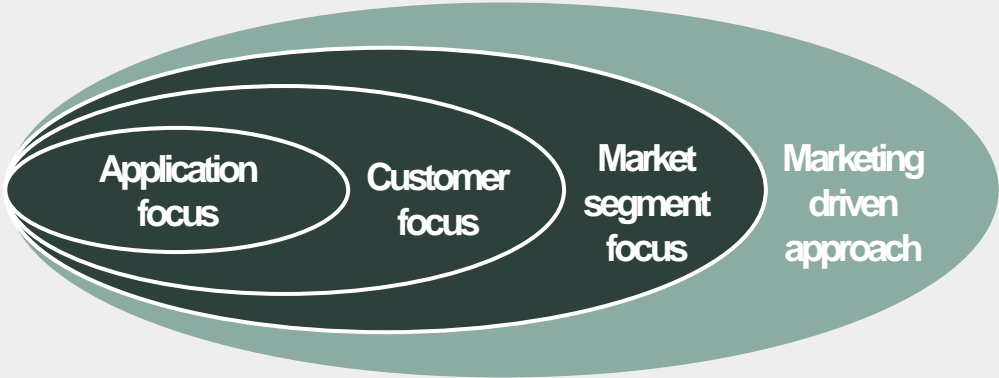 Application
focus
Customer
focus
Market
segment
focus
Marketing
driven
approach